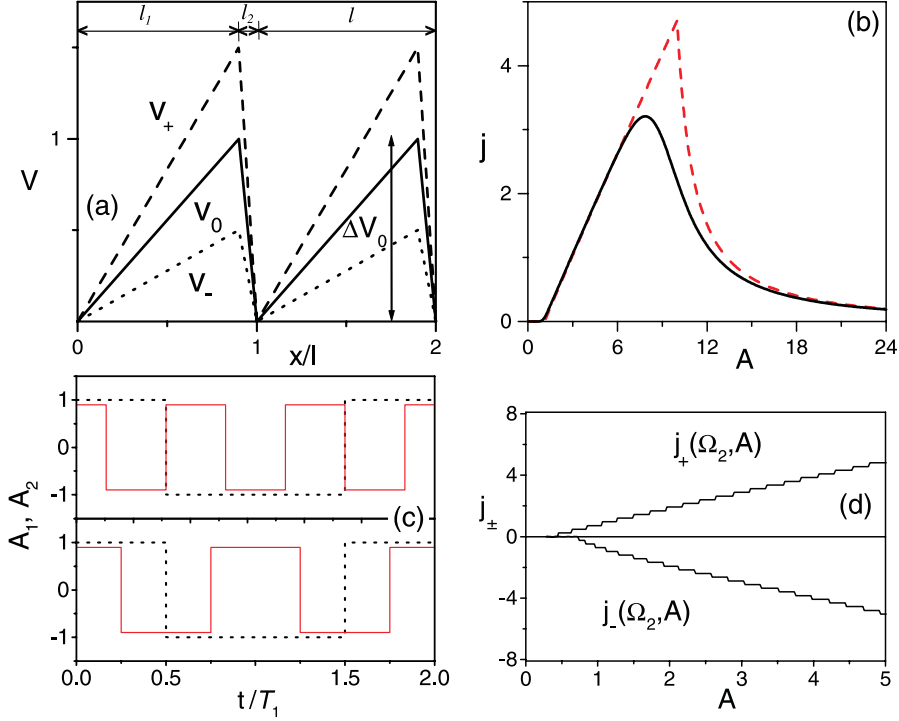 l₁ l₂ l
V₊
1
V
(a)
V₀
ΔV₀
V₋
0 1 2
x/l
(b)
4
j
2
0
0 6 12 18 24
A
1
0
-1
A₁, A₂
(c)
1
0
-1
0.0 0.5 1.0 1.5 2.0
t/T₁
8
j₊(Ω₂,A)
4
j|±
0
(d)
-4
j₋(Ω₂,A)
-8
0 1 2 3 4 5
A